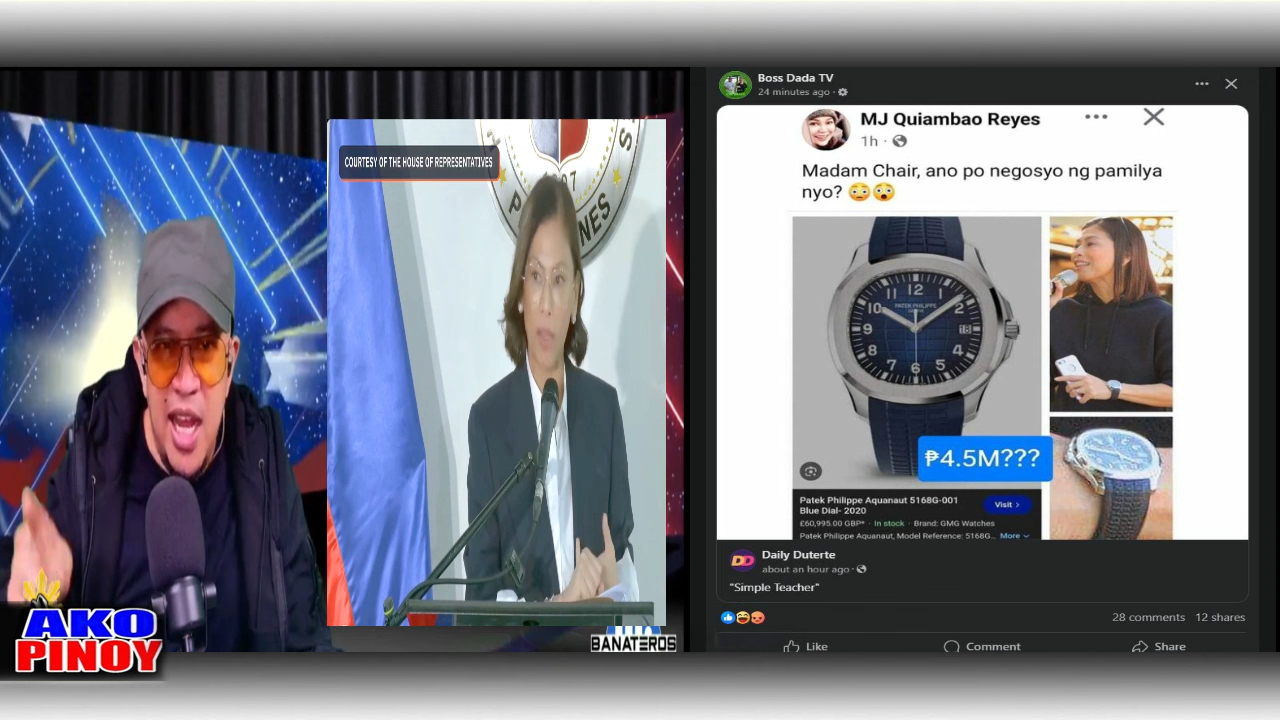 COURTESY OF THE HOUSE OF REPRESENTATIVES
AKO
PINOY
BANATEROS
Boss Dada TV
24 minutes ago
MJ Quiambao Reyes
1h
Madam Chair, ano po negosyo ng pamilya
nyo? 😳😮
PATEK PHILIPPE
₱4.5M???
Patek Philippe Aquanaut 5168G-001
Blue Dial- 2020
Visit >
£60,995.00 GBP* · In stock · Brand: GMG Watches
Patek Philippe Aquanaut, Model Reference: 5168G... More
DD
Daily Duterte
about an hour ago
"Simple Teacher"
28 comments 12 shares
Like Comment Share